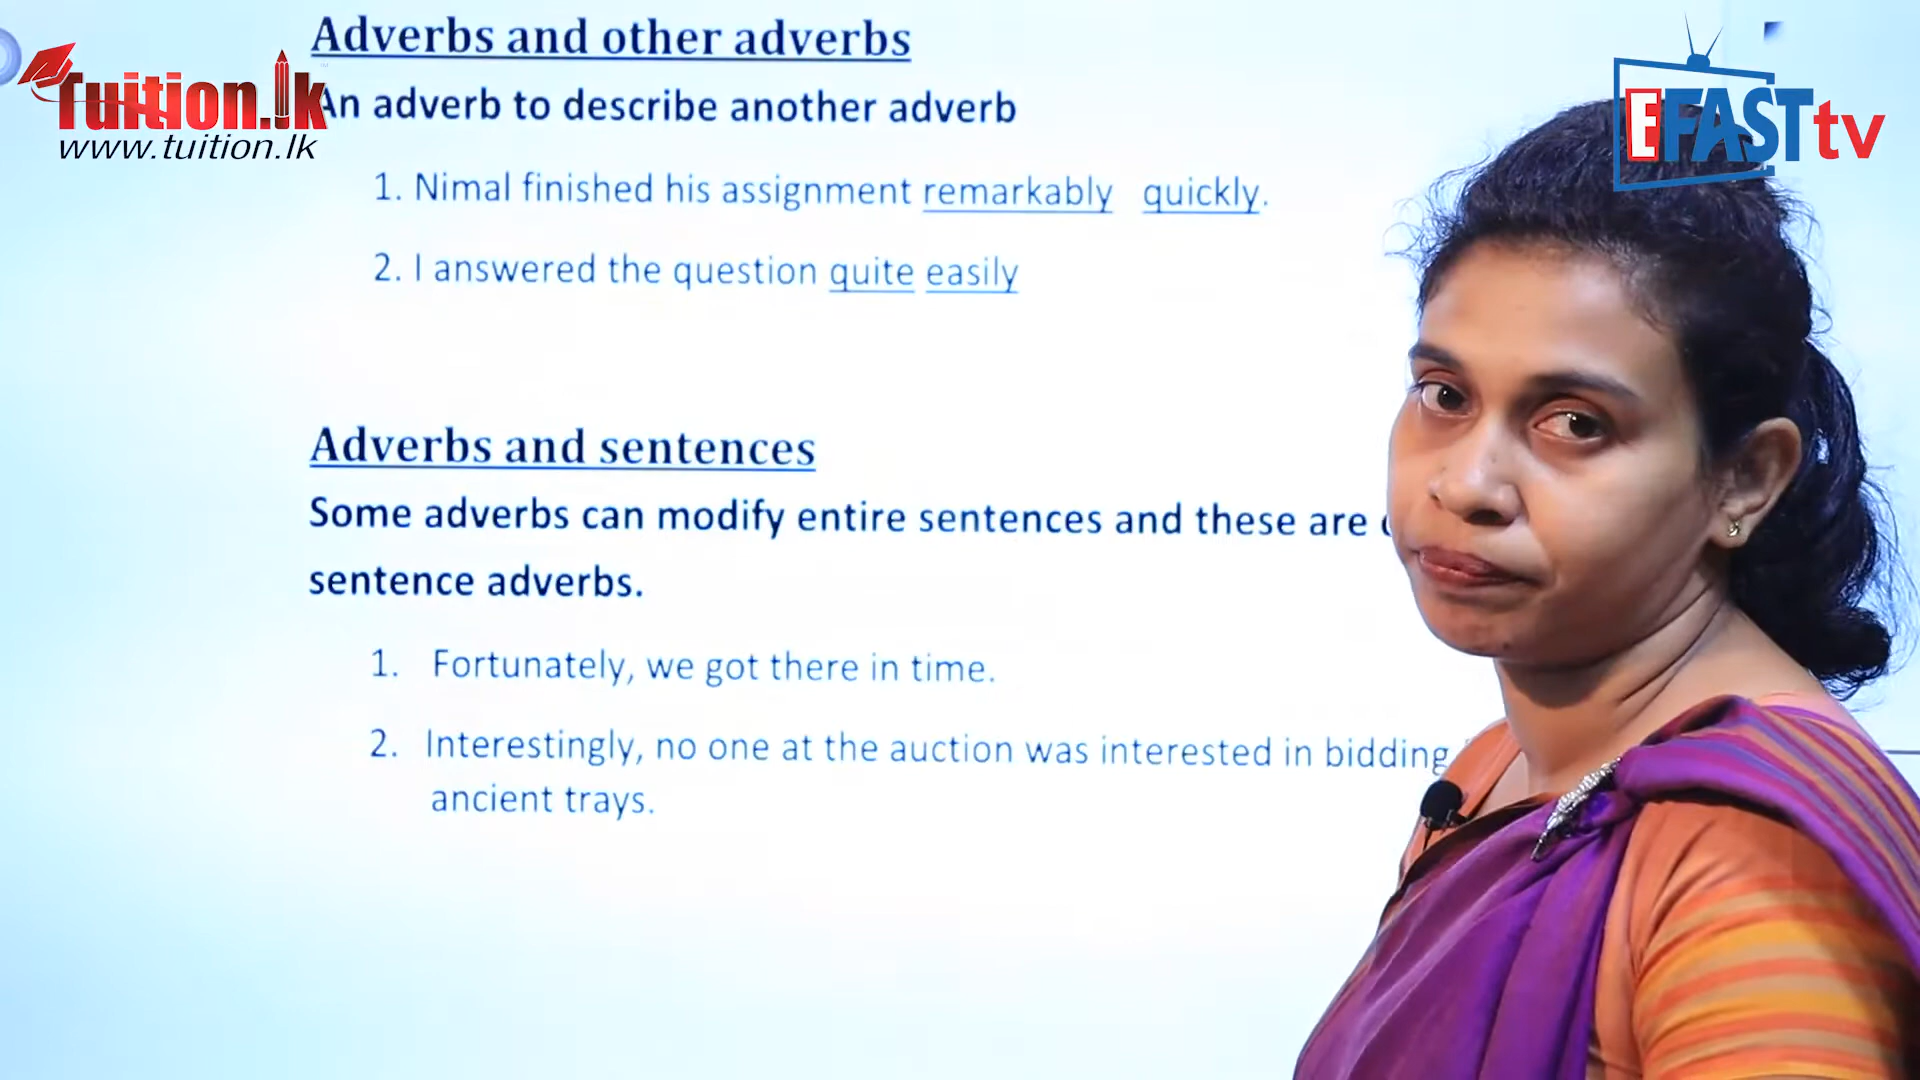 Adverbs and other adverbs
Tuition.lk
An adverb to describe another adverb
EFAST tv
www.tuition.lk
1. Nimal finished his assignment remarkably quickly.
2. I answered the question quite easily
Adverbs and sentences
Some adverbs can modify entire sentences and these are
sentence adverbs.
1. Fortunately, we got there in time.
2. Interestingly, no one at the auction was interested in bidding
ancient trays.